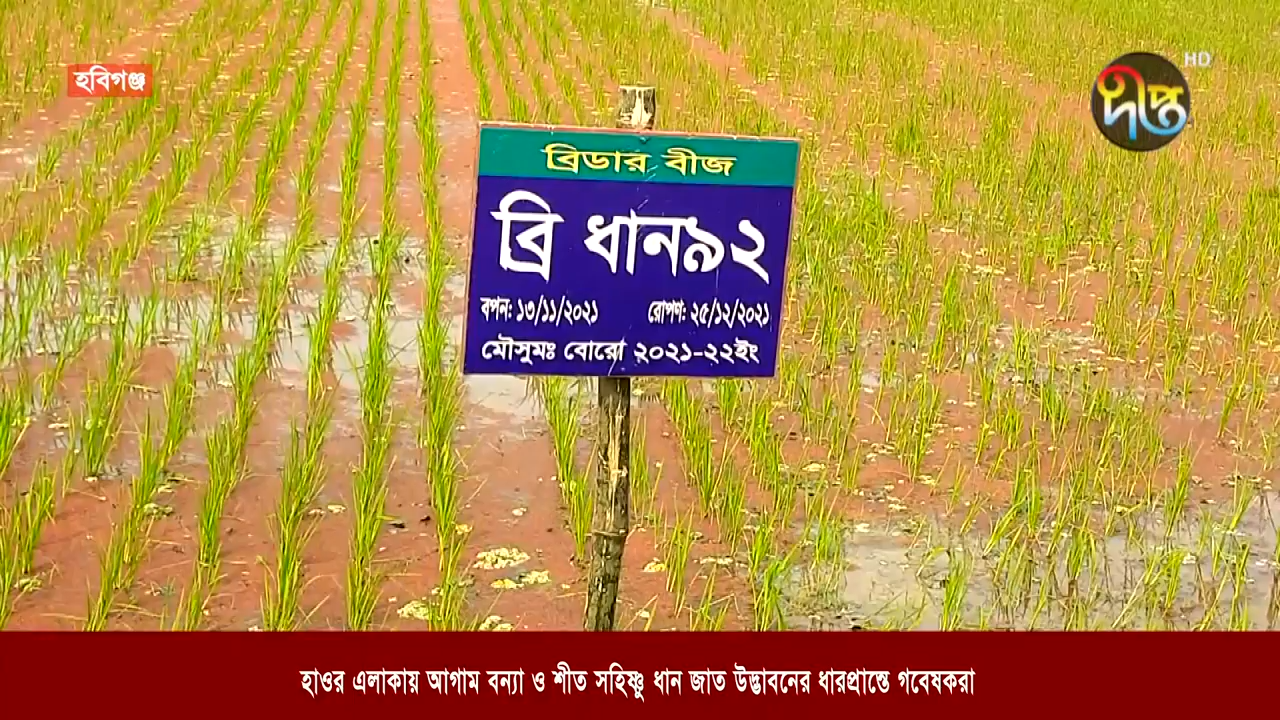 হবিগঞ্জ
দীপ্ত HD
ব্রিডার বীজ
ব্রি ধান৯২
বপন: ১৩/১১/২০২১ রোপণ: ২৫/১২/২০২১
মৌসুমঃ বোরো ২০২১-২২ইং
হাওর এলাকায় আগাম বন্যা ও শীত সহিষ্ণু ধান জাত উদ্ভাবনের ধারপ্রান্তে গবেষকরা